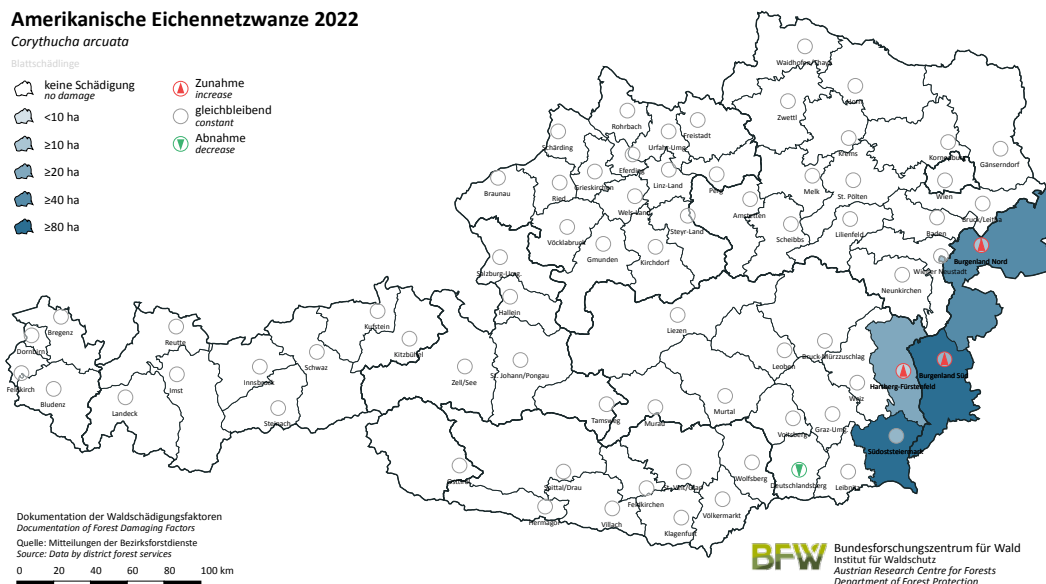 Amerikanische Eichennetzwanze 2022
Corythucha arcuata
Blattschädlinge
keine Schädigung
no damage
<10 ha
≥10 ha
≥20 ha
≥40 ha
≥80 ha
Zunahme
increase
gleichbleibend
constant
Abnahme
decrease
Waidhofen/Thaya
Horn
Zwettl
Rohrbach
Freistadt
Schärding
Urfahr-Umg.
Krems
Korneuburg
Gänserndorf
Eferding
Grieskirchen
Linz-Land
Perg
Melk
St. Pölten
Wien
Braunau
Ried
Wels-Land
Amstetten
Bruck/Leitha
Steyr-Land
Scheibbs
Lilienfeld
Baden
Vöcklabruck
Gmunden
Kirchdorf
Burgenland Nord
Salzburg-Umg.
Wiener Neustadt
Neunkirchen
Hallein
Liezen
Bregenz
Reutte
Kufstein
Dornbirn
Kitzbühel
Schwaz
Bruck-Mürzzuschlag
Leoben
Feldkirch
Bludenz
Imst
Innsbruck
Zell/See
St. Johann/Pongau
Hartberg-Fürstenfeld
Burgenland Süd
Landeck
Steinach
Tamsweg
Murau
Murtal
Weiz
Voitsberg
Graz-Umg.
Südoststeiermark
Osttirol
Spittal/Drau
St. Veit/Glan
Wolfsberg
Deutschlandsberg
Leibnitz
Hermagor
Villach
Feldkirchen
Klagenfurt
Völkermarkt
Dokumentation der Waldschädigungsfaktoren
Documentation of Forest Damaging Factors
Quelle: Mitteilungen der Bezirksforstdienste
Source: Data by district forest services
0 20 40 60 80 100 km
BFW
Bundesforschungszentrum für Wald
Institut für Waldschutz
Austrian Research Centre for Forests
Department of Forest Protection